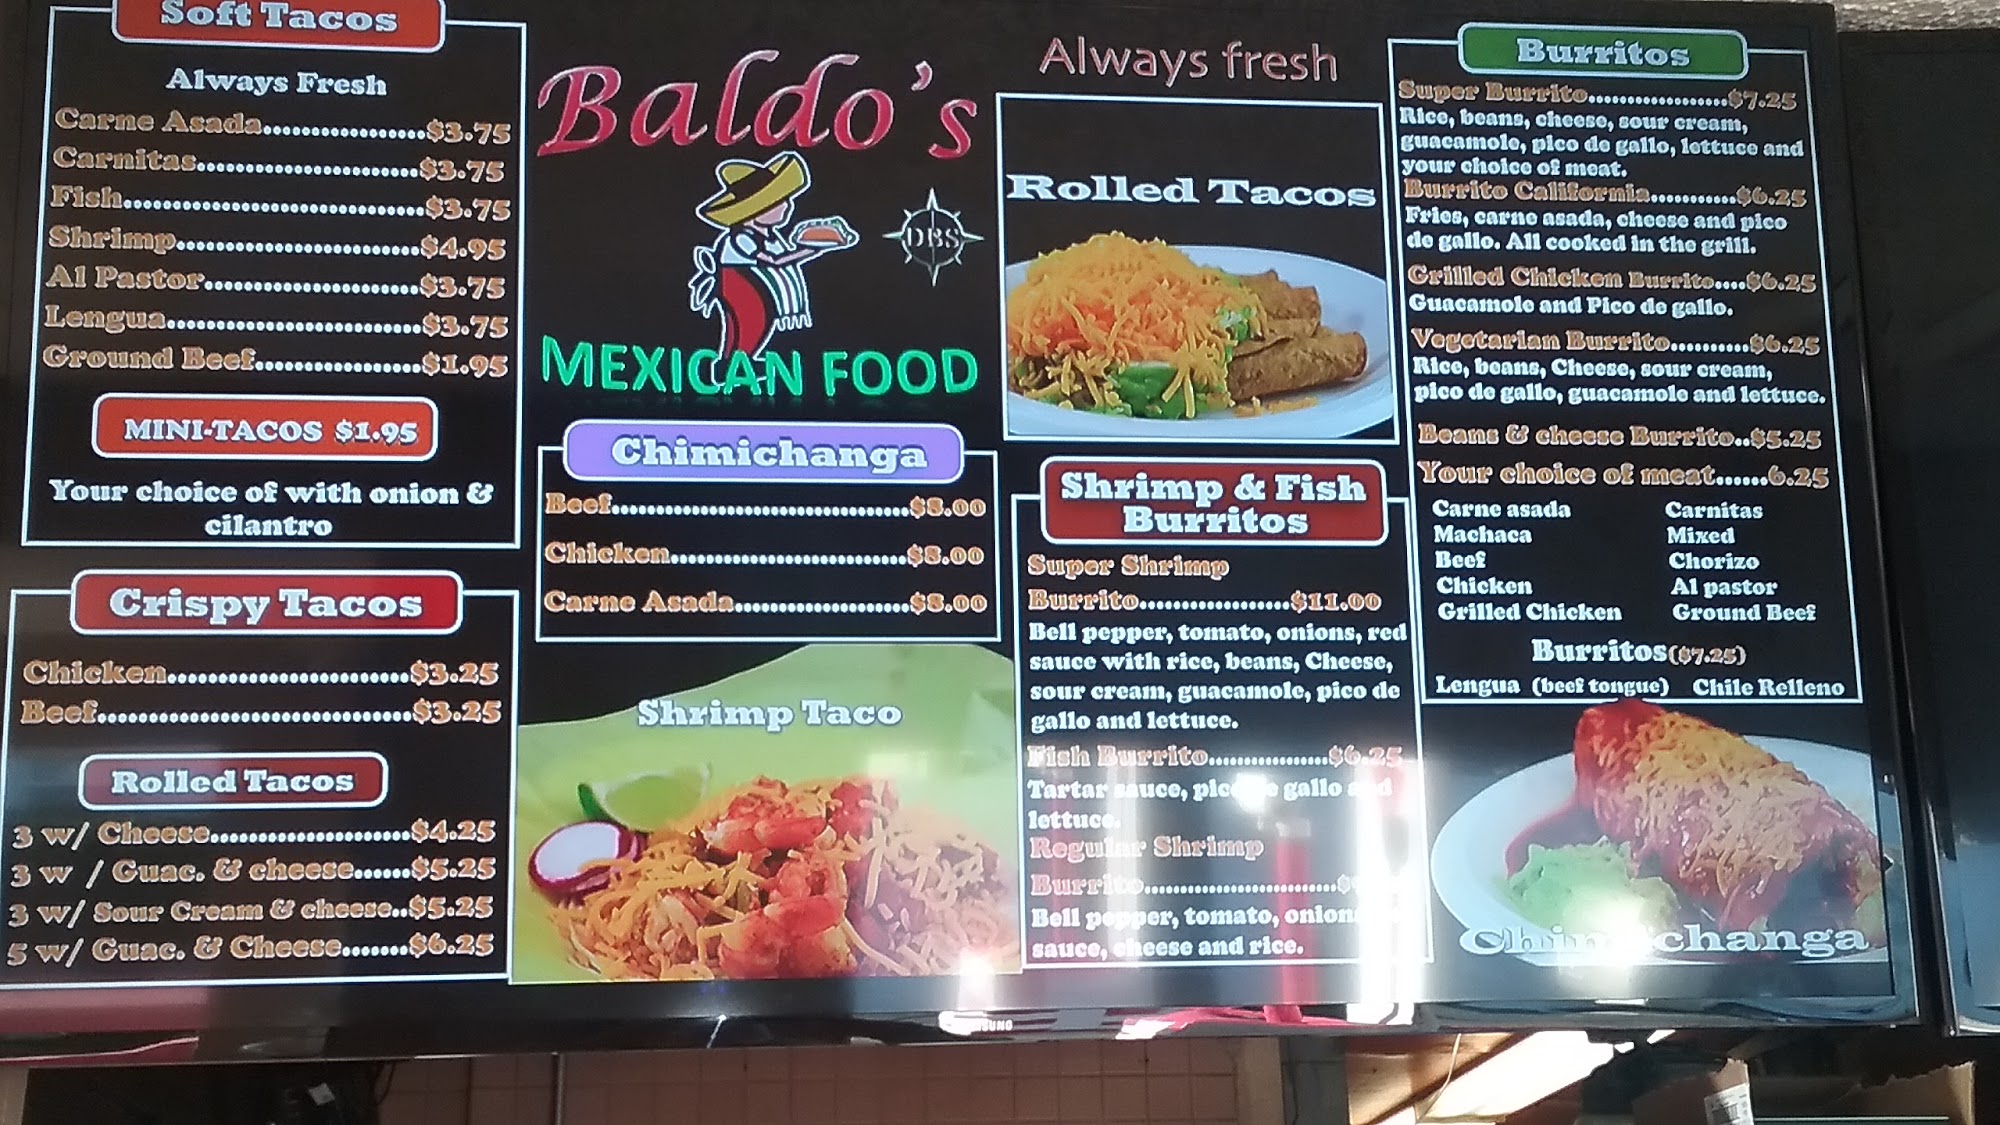 Soft Tacos
Always Fresh
Carne Asada.................$3.75
Carnitas.......................$3.75
Fish................................$3.75
Shrimp..........................$4.95
Al Pastor.......................$3.75
Lengua...........................$3.75
Ground Beef..................$1.95
MINI-TACOS $1.95
Your choice of with onion &
cilantro
Crispy Tacos
Chicken.........................$3.25
Beef.................................$3.25
Rolled Tacos
3 w/ Cheese.....................$4.25
3 w / Guac. & cheese......$5.25
3 w/ Sour Cream & cheese..$5.25
5 w/ Guac. & Cheese.......$6.25
Baldo's
DBS
MEXICAN FOOD
Chimichanga
Beef.................................$8.00
Chicken..........................$8.00
Carne Asada...................$8.00
Shrimp Taco
Always fresh
Rolled Tacos
Shrimp & Fish
Burritos
Super Shrimp
Burrito..................$11.00
Bell pepper, tomato, onions, red
sauce with rice, beans, Cheese,
sour cream, guacamole, pico de
gallo and lettuce.
Fish Burrito.................$6.25
Tartar sauce, pico de gallo and
lettuce.
Regular Shrimp
Burrito............................$
Bell pepper, tomato, onions,
sauce, cheese and rice.
Burritos
Super Burrito...................$7.25
Rice, beans, cheese, sour cream,
guacamole, pico de gallo, lettuce and
your choice of meat.
Burrito California...........$6.25
Fries, carne asada, cheese and pico
de gallo. All cooked in the grill.
Grilled Chicken Burrito....$6.25
Guacamole and Pico de gallo.
Vegetarian Burrito..........$6.25
Rice, beans, Cheese, sour cream,
pico de gallo, guacamole and lettuce.
Beans & cheese Burrito..$5.25
Your choice of meat......6.25
Carne asada Carnitas
Machaca Mixed
Beef Chorizo
Chicken Al pastor
Grilled Chicken Ground Beef
Burritos($7.25)
Lengua (beef tongue) Chile Relleno
Chimichanga
SAMSUNG